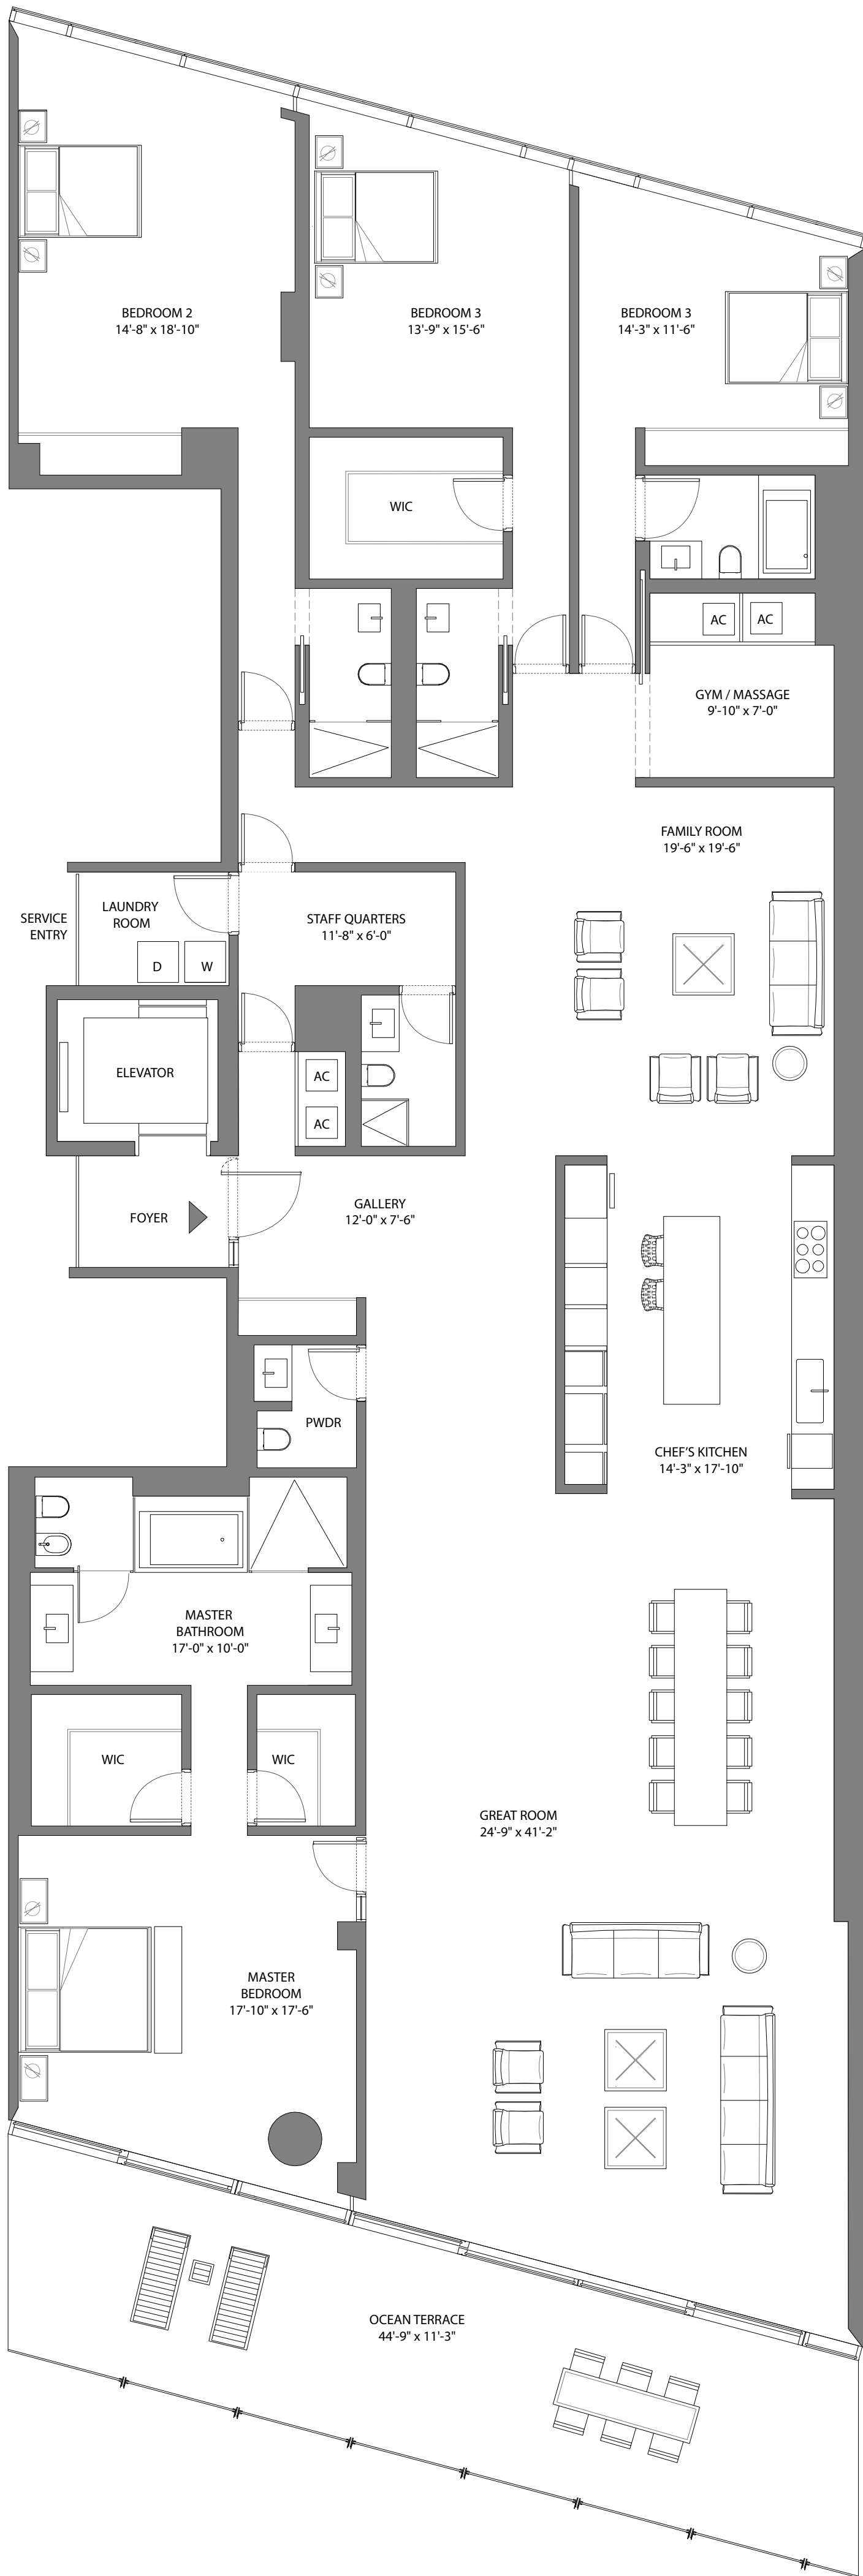 BEDROOM 2
14'-8" x 18'-10"
BEDROOM 3
13'-9" x 15'-6"
BEDROOM 3
14'-3" x 11'-6"
WIC
AC
AC
GYM / MASSAGE
9'-10" x 7'-0"
FAMILY ROOM
19'-6" x 19'-6"
SERVICE
ENTRY
LAUNDRY
ROOM
D
W
STAFF QUARTERS
11'-8" x 6'-0"
ELEVATOR
AC
AC
FOYER
GALLERY
12'-0" x 7'-6"
PWDR
CHEF'S KITCHEN
14'-3" x 17'-10"
MASTER
BATHROOM
17'-0" x 10'-0"
WIC
WIC
GREAT ROOM
24'-9" x 41'-2"
MASTER
BEDROOM
17'-10" x 17'-6"
OCEAN TERRACE
44'-9" x 11'-3"